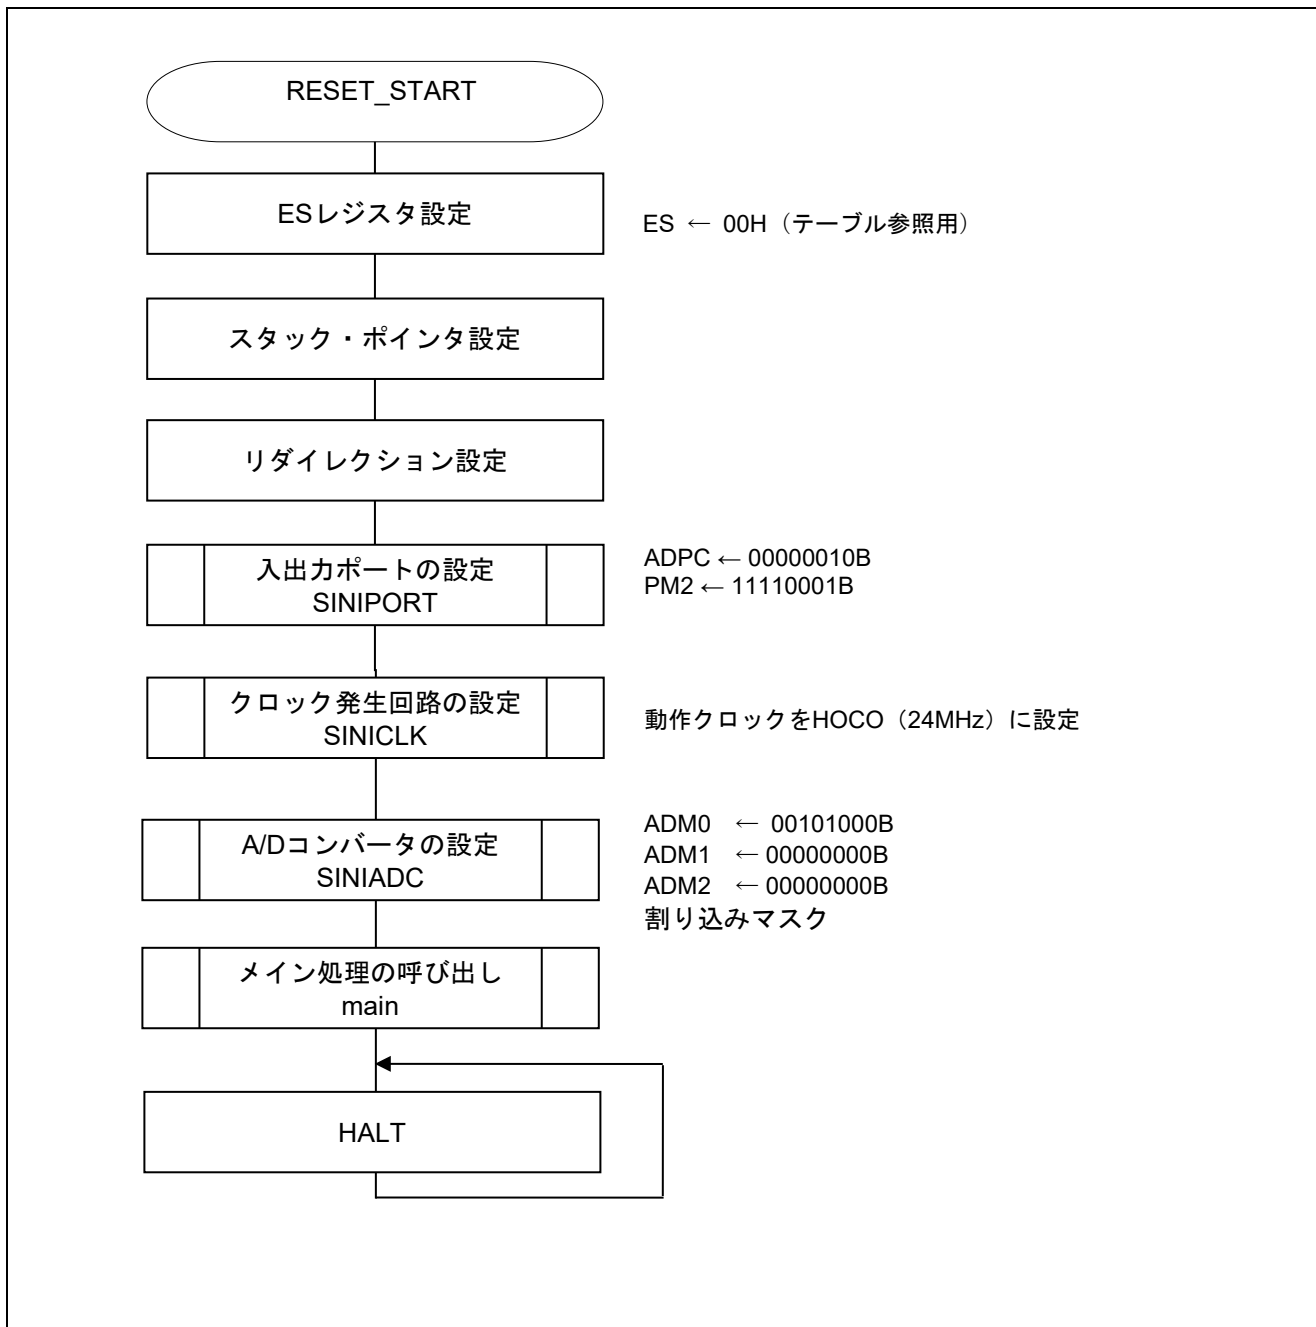 RESET_START
ESレジスタ設定
ES ← 00H（テーブル参照用）
スタック・ポインタ設定
リダイレクション設定
入出力ポートの設定
SINIPORT
ADPC ← 00000010B
PM2 ← 11110001B
クロック発生回路の設定
SINICLK
動作クロックをHOCO（24MHz）に設定
A/Dコンバータの設定
SINIADC
ADM0 ← 00101000B
ADM1 ← 00000000B
ADM2 ← 00000000B
割り込みマスク
メイン処理の呼び出し
main
HALT